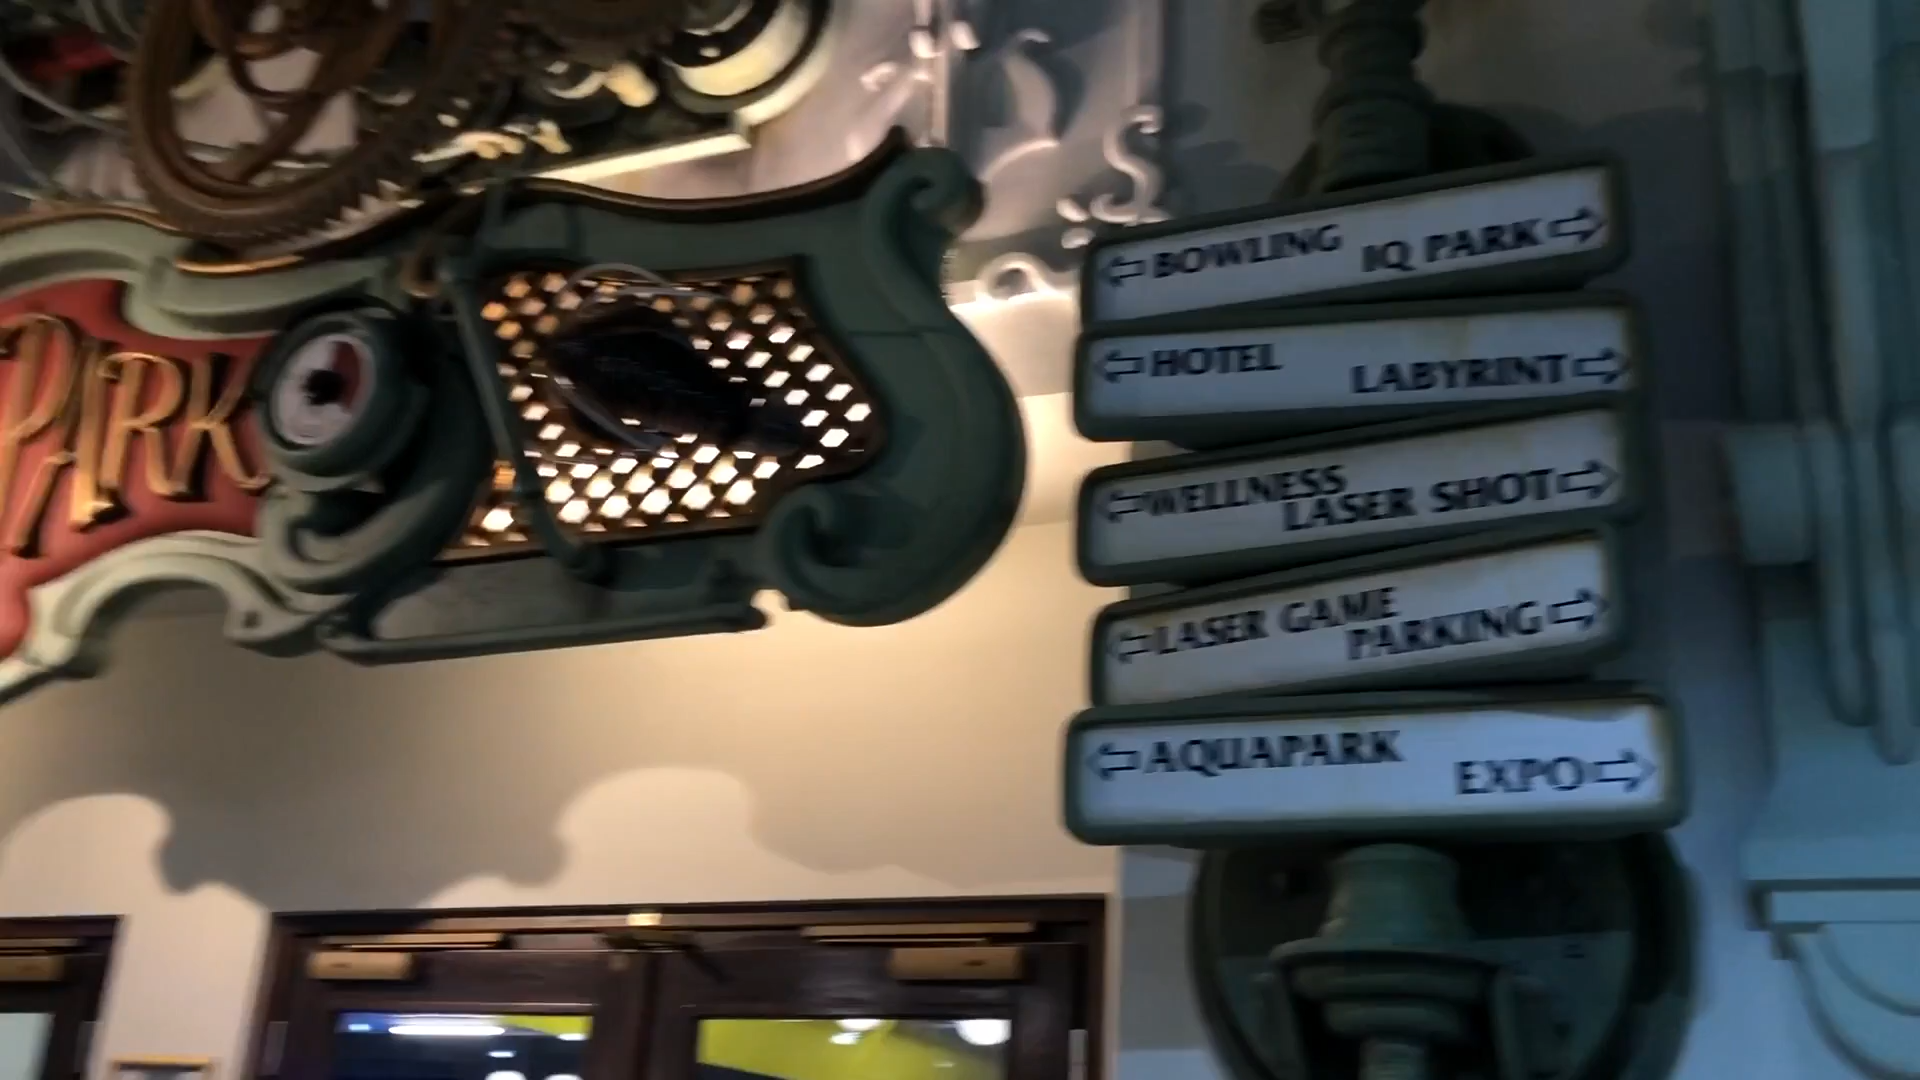 PARK
BOWLING
IQ PARK
HOTEL
LABYRINT
WELLNESS
LASER SHOT
LASER GAME
PARKING
AQUAPARK
EXPO